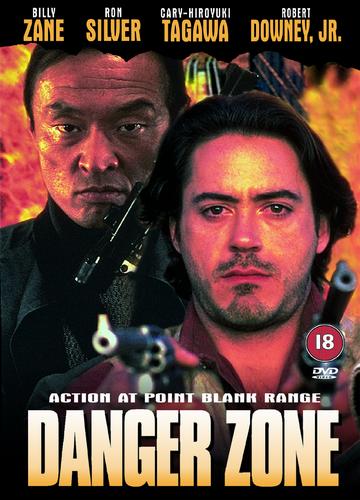 BILLY ZANE
RON SILVER
CARY-HIROYUKI TAGAWA
ROBERT DOWNEY, JR.
18
DVD
VIDEO
ACTION AT POINT BLANK RANGE
DANGER ZONE